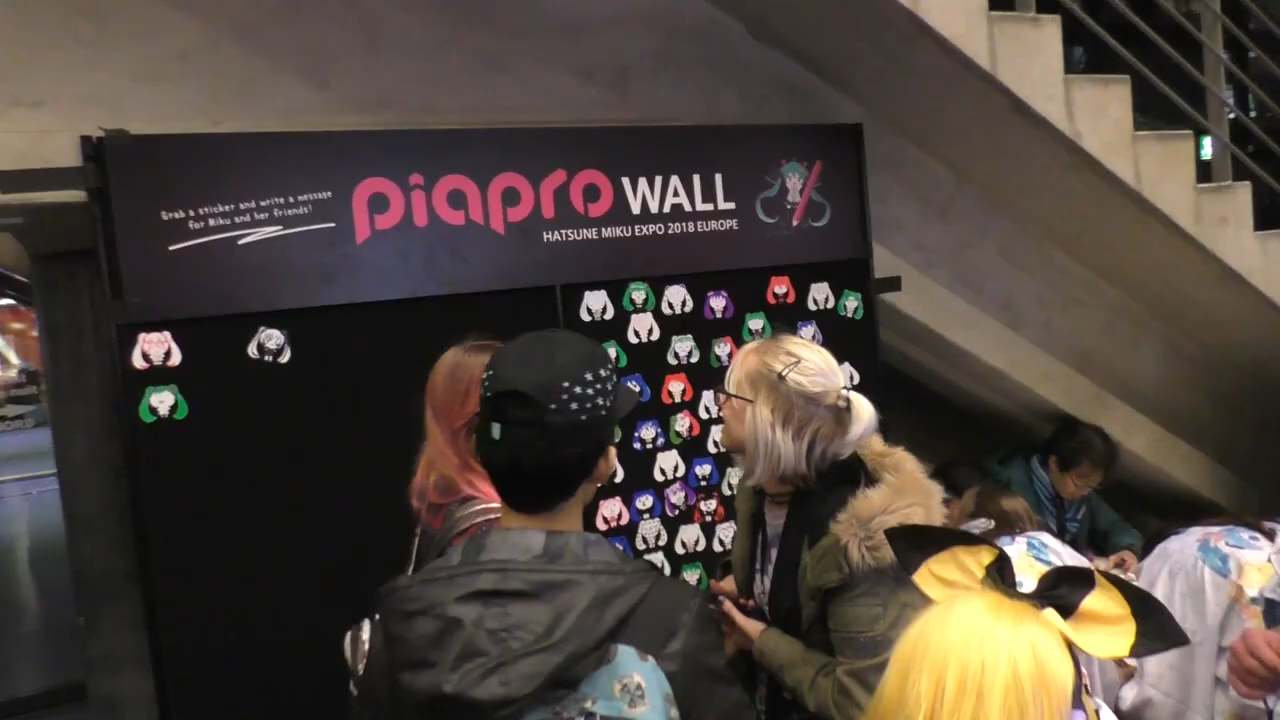 Grab a sticker and write a message
for Miku and her friends!
piapro WALL
HATSUNE MIKU EXPO 2018 EUROPE